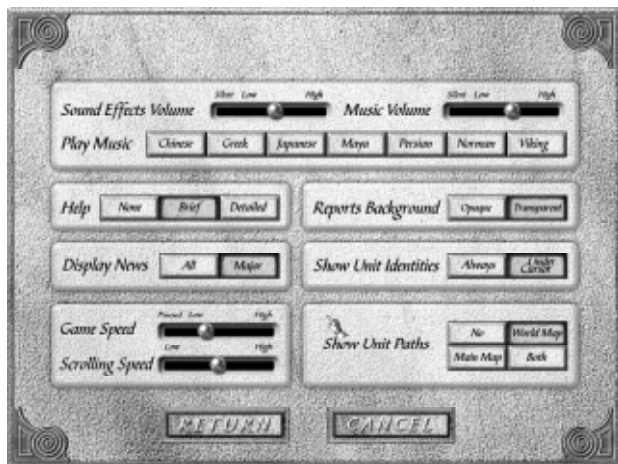 Silent Low High Silent Low High
Sound Effects Volume Music Volume
Play Music Chinese Greek Japanese Maya Persian Norman Viking
Help None Brief Detailed Reports Background Opaque Transparent
Display News All Major Show Unit Identities Always Under Cursor
Paused Low High
Game Speed
Low High
Scrolling Speed
Show Unit Paths
No World Map
Main Map Both
RETURN CANCEL